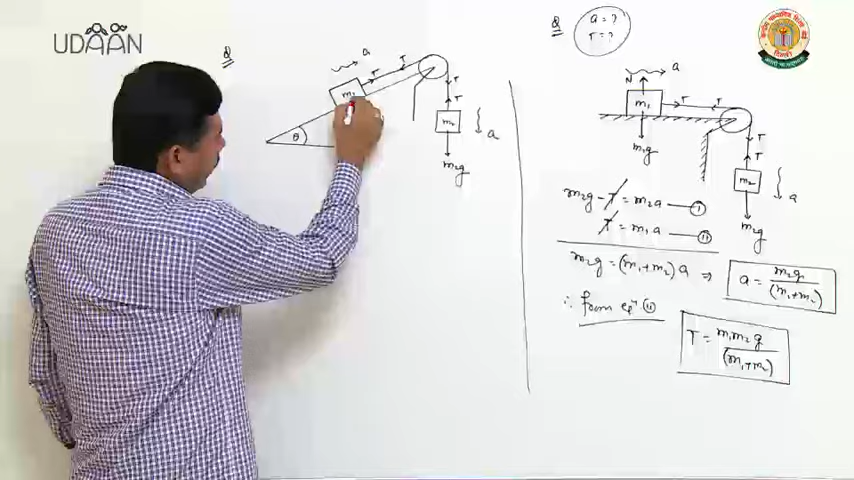 UDAAN
Q
a
T
T
m₁
T
T
θ
m₂
a
m₂g
Q
a = ?
T = ?
a
N
m₁
T
T
m₁g
T
T
m₂
a
m₂g
m₂g - T = m₂a — I
T = m₁a — II
m₂g = (m₁+m₂) a ⇒ a = m₂g / (m₁+m₂)
∴ from eqⁿ II
T = m₁m₂g / (m₁+m₂)